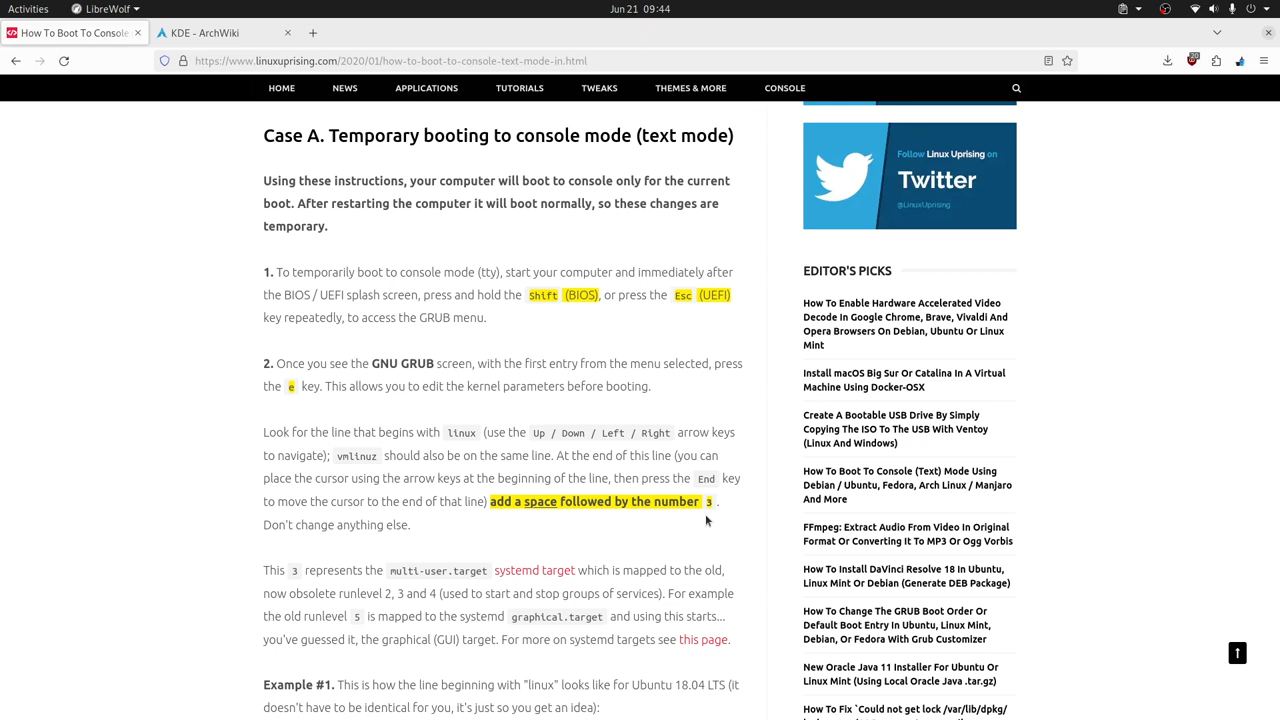 Activities
LibreWolf
Jun 21 09:44
How To Boot To Console
KDE - ArchWiki
https://www.linuxuprising.com/2020/01/how-to-boot-to-console-text-mode-in.html
20
HOME
NEWS
APPLICATIONS
TUTORIALS
TWEAKS
THEMES & MORE
CONSOLE
Case A. Temporary booting to console mode (text mode)
Using these instructions, your computer will boot to console only for the current
boot. After restarting the computer it will boot normally, so these changes are
temporary.
1. To temporarily boot to console mode (tty), start your computer and immediately after
the BIOS / UEFI splash screen, press and hold the Shift (BIOS), or press the Esc (UEFI)
key repeatedly, to access the GRUB menu.
2. Once you see the GNU GRUB screen, with the first entry from the menu selected, press
the e key. This allows you to edit the kernel parameters before booting.
Look for the line that begins with linux (use the Up / Down / Left / Right arrow keys
to navigate); vmlinuz should also be on the same line. At the end of this line (you can
place the cursor using the arrow keys at the beginning of the line, then press the End key
to move the cursor to the end of that line) add a space followed by the number 3 .
Don't change anything else.
This 3 represents the multi-user.target systemd target which is mapped to the old,
now obsolete runlevel 2, 3 and 4 (used to start and stop groups of services). For example
the old runlevel 5 is mapped to the systemd graphical.target and using this starts...
you've guessed it, the graphical (GUI) target. For more on systemd targets see this page.
Example #1. This is how the line beginning with "linux" looks like for Ubuntu 18.04 LTS (it
doesn't have to be identical for you, it's just so you get an idea):
Follow Linux Uprising on
Twitter
@LinuxUprising
EDITOR'S PICKS
How To Enable Hardware Accelerated Video
Decode In Google Chrome, Brave, Vivaldi And
Opera Browsers On Debian, Ubuntu Or Linux
Mint
Install macOS Big Sur Or Catalina In A Virtual
Machine Using Docker-OSX
Create A Bootable USB Drive By Simply
Copying The ISO To The USB With Ventoy
(Linux And Windows)
How To Boot To Console (Text) Mode Using
Debian / Ubuntu, Fedora, Arch Linux / Manjaro
And More
FFmpeg: Extract Audio From Video In Original
Format Or Converting It To MP3 Or Ogg Vorbis
How To Install DaVinci Resolve 18 In Ubuntu,
Linux Mint Or Debian (Generate DEB Package)
How To Change The GRUB Boot Order Or
Default Boot Entry In Ubuntu, Linux Mint,
Debian, Or Fedora With Grub Customizer
New Oracle Java 11 Installer For Ubuntu Or
Linux Mint (Using Local Oracle Java .tar.gz)
How To Fix `Could not get lock /var/lib/dpkg/